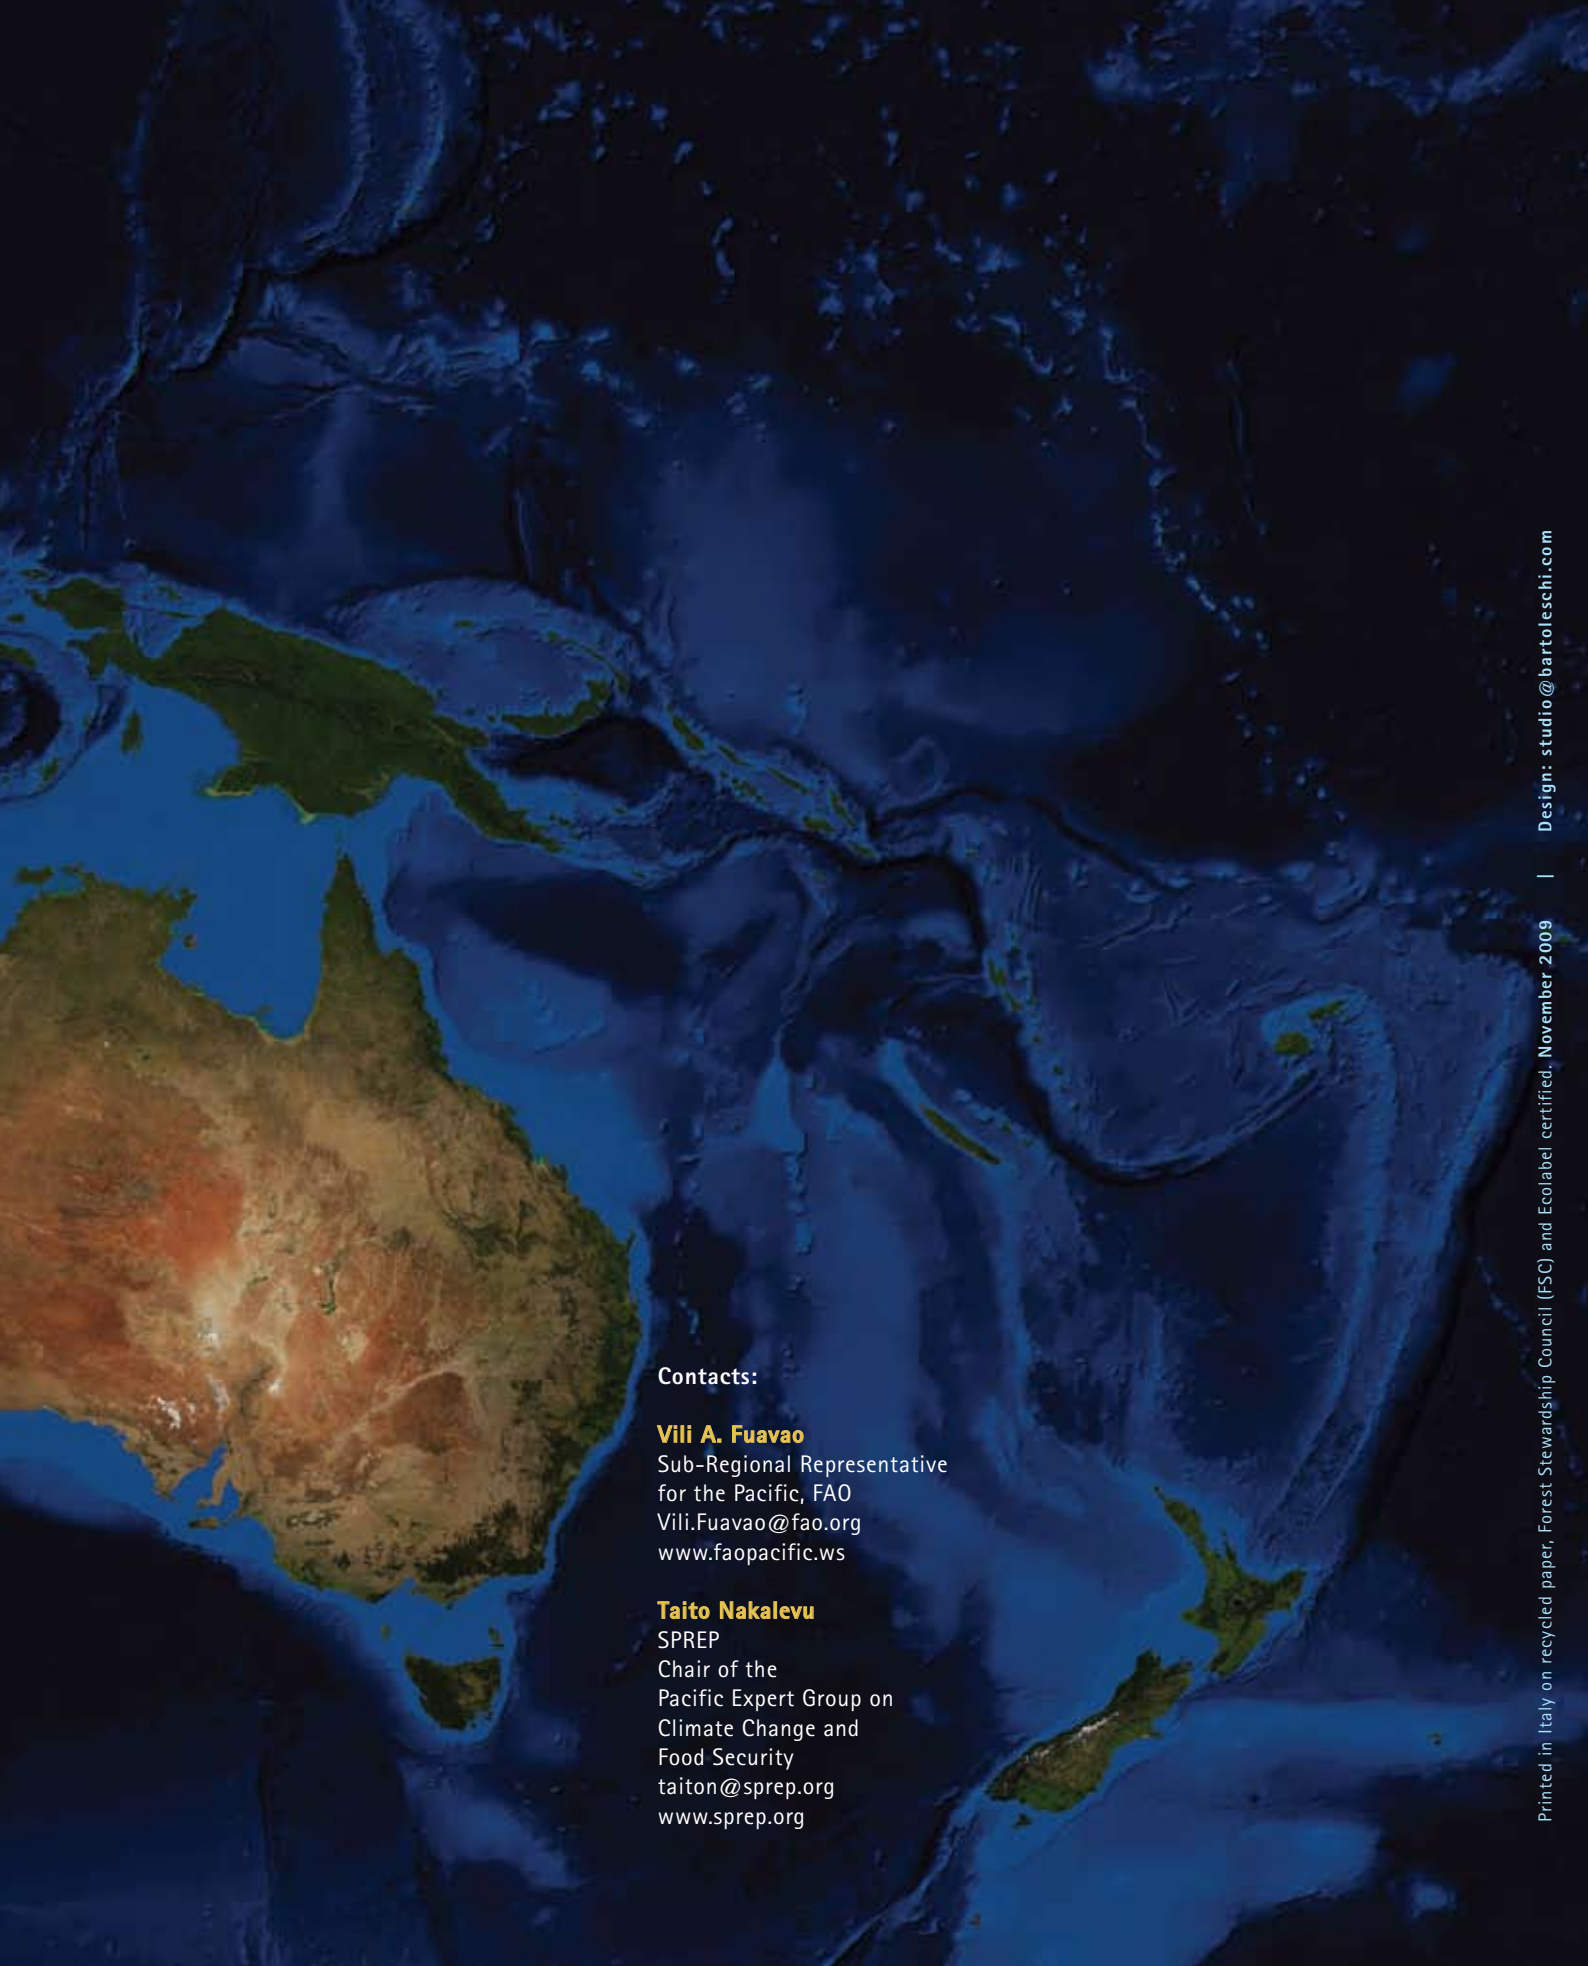 Contacts:
Vili A. Fuavao
Sub-Regional Representative
for the Pacific, FAO
Vili.Fuavao@fao.org
www.faopacific.ws
Taito Nakalevu
SPREP
Chair of the
Pacific Expert Group on
Climate Change and
Food Security
taiton@sprep.org
www.sprep.org
Printed in Italy on recycled paper, Forest Stewardship Council (FSC) and Ecolabel certified. November 2009 | Design: studio@bartoleschi.com